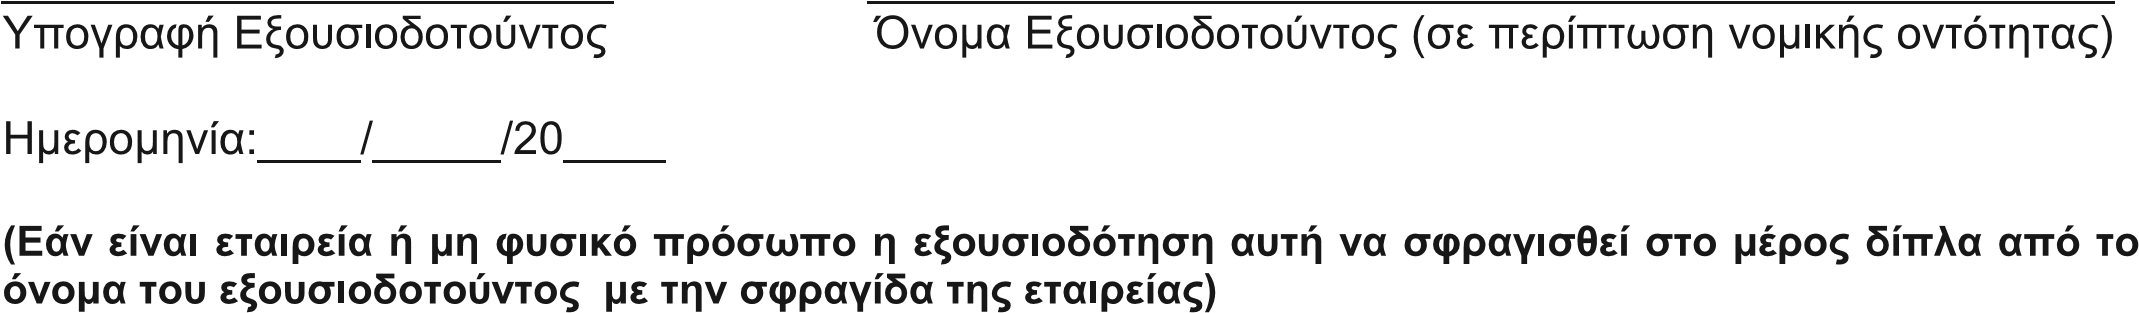 Υπογραφή Εξουσιοδοτούντος Όνομα Εξουσιοδοτούντος (σε περίπτωση νομικής οντότητας)
Ημερομηνία:____/_____/20____
(Εάν είναι εταιρεία ή μη φυσικό πρόσωπο η εξουσιοδότηση αυτή να σφραγισθεί στο μέρος δίπλα από το
όνομα του εξουσιοδοτούντος με την σφραγίδα της εταιρείας)